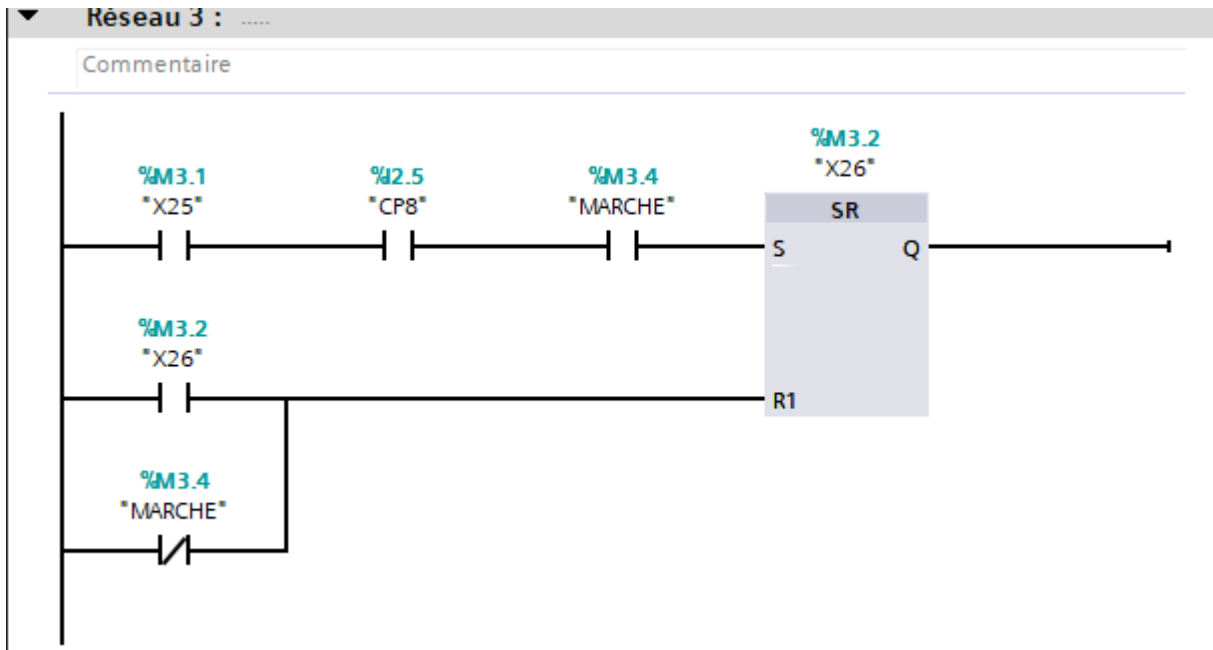 Réseau 3 : .....
Commentaire
%M3.2
"X26"
%M3.1
"X25"
%I2.5
"CP8"
%M3.4
"MARCHE"
SR
S
Q
%M3.2
"X26"
R1
%M3.4
"MARCHE"